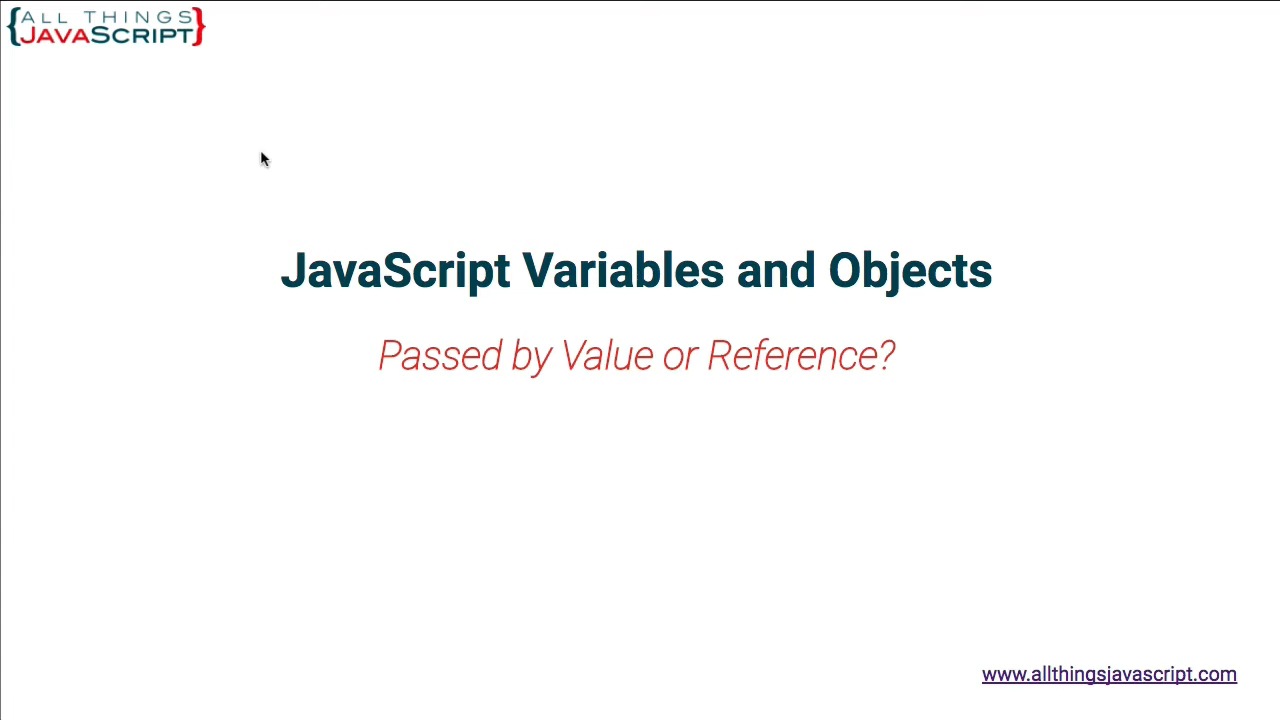 {ALL THINGS
JAVASCRIPT}
JavaScript Variables and Objects
Passed by Value or Reference?
www.allthingsjavascript.com